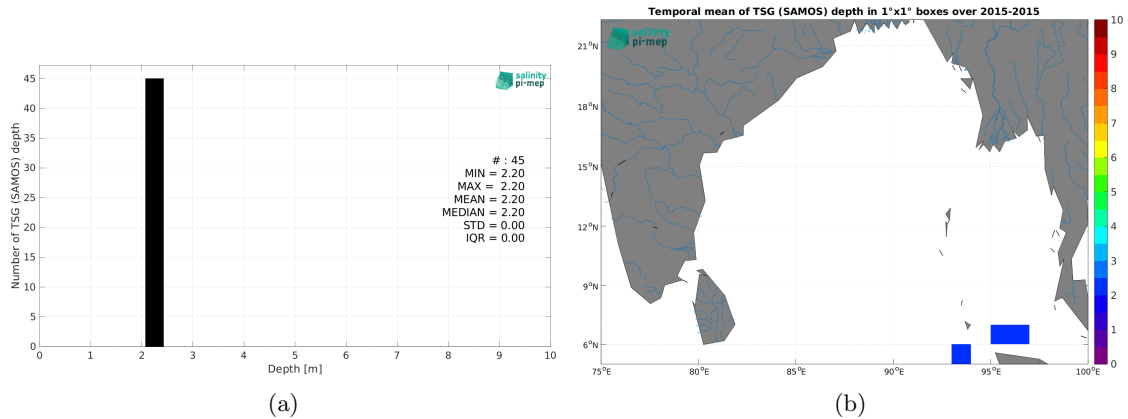 45
40
35
30
25
20
15
10
5
0
Number of TSG (SAMOS) depth
salinity
pi-mep
# : 45
MIN = 2.20
MAX = 2.20
MEAN = 2.20
MEDIAN = 2.20
STD = 0.00
IQR = 0.00
0 1 2 3 4 5 6 7 8 9 10
Depth [m]
(a)
Temporal mean of TSG (SAMOS) depth in 1°x1° boxes over 2015-2015
salinity
pi-mep
21°N
18°N
15°N
12°N
9°N
6°N
75°E 80°E 85°E 90°E 95°E 100°E
10
9
8
7
6
5
4
3
2
1
0
(b)